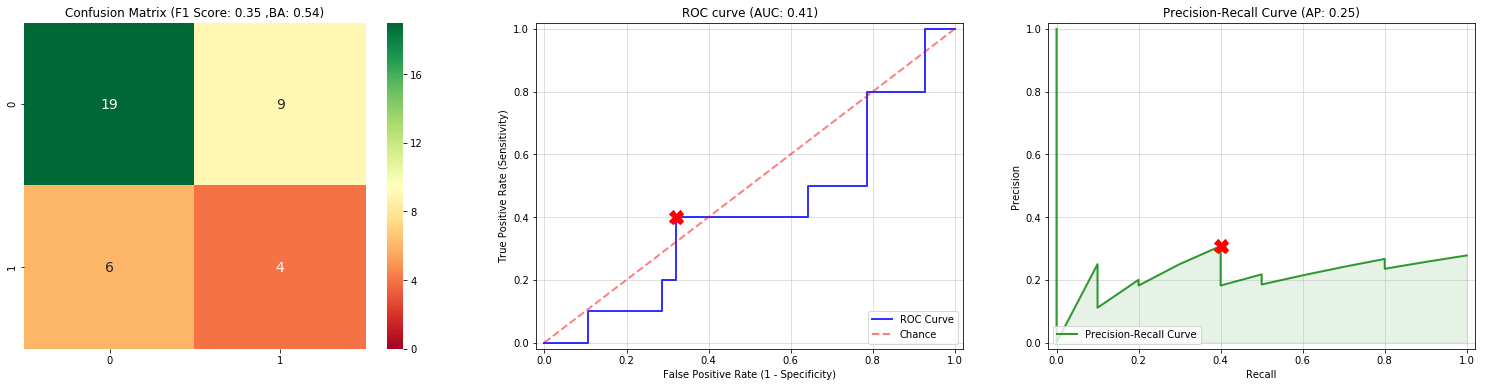 Confusion Matrix (F1 Score: 0.35 ,BA: 0.54)
0
1
19
9
6
4
0
1
16
12
8
4
0
ROC curve (AUC: 0.41)
True Positive Rate (Sensitivity)
1.0
0.8
0.6
0.4
0.2
0.0
ROC Curve
Chance
0.0 0.2 0.4 0.6 0.8 1.0
False Positive Rate (1 - Specificity)
Precision-Recall Curve (AP: 0.25)
Precision
1.0
0.8
0.6
0.4
0.2
0.0
Precision-Recall Curve
0.0 0.2 0.4 0.6 0.8 1.0
Recall